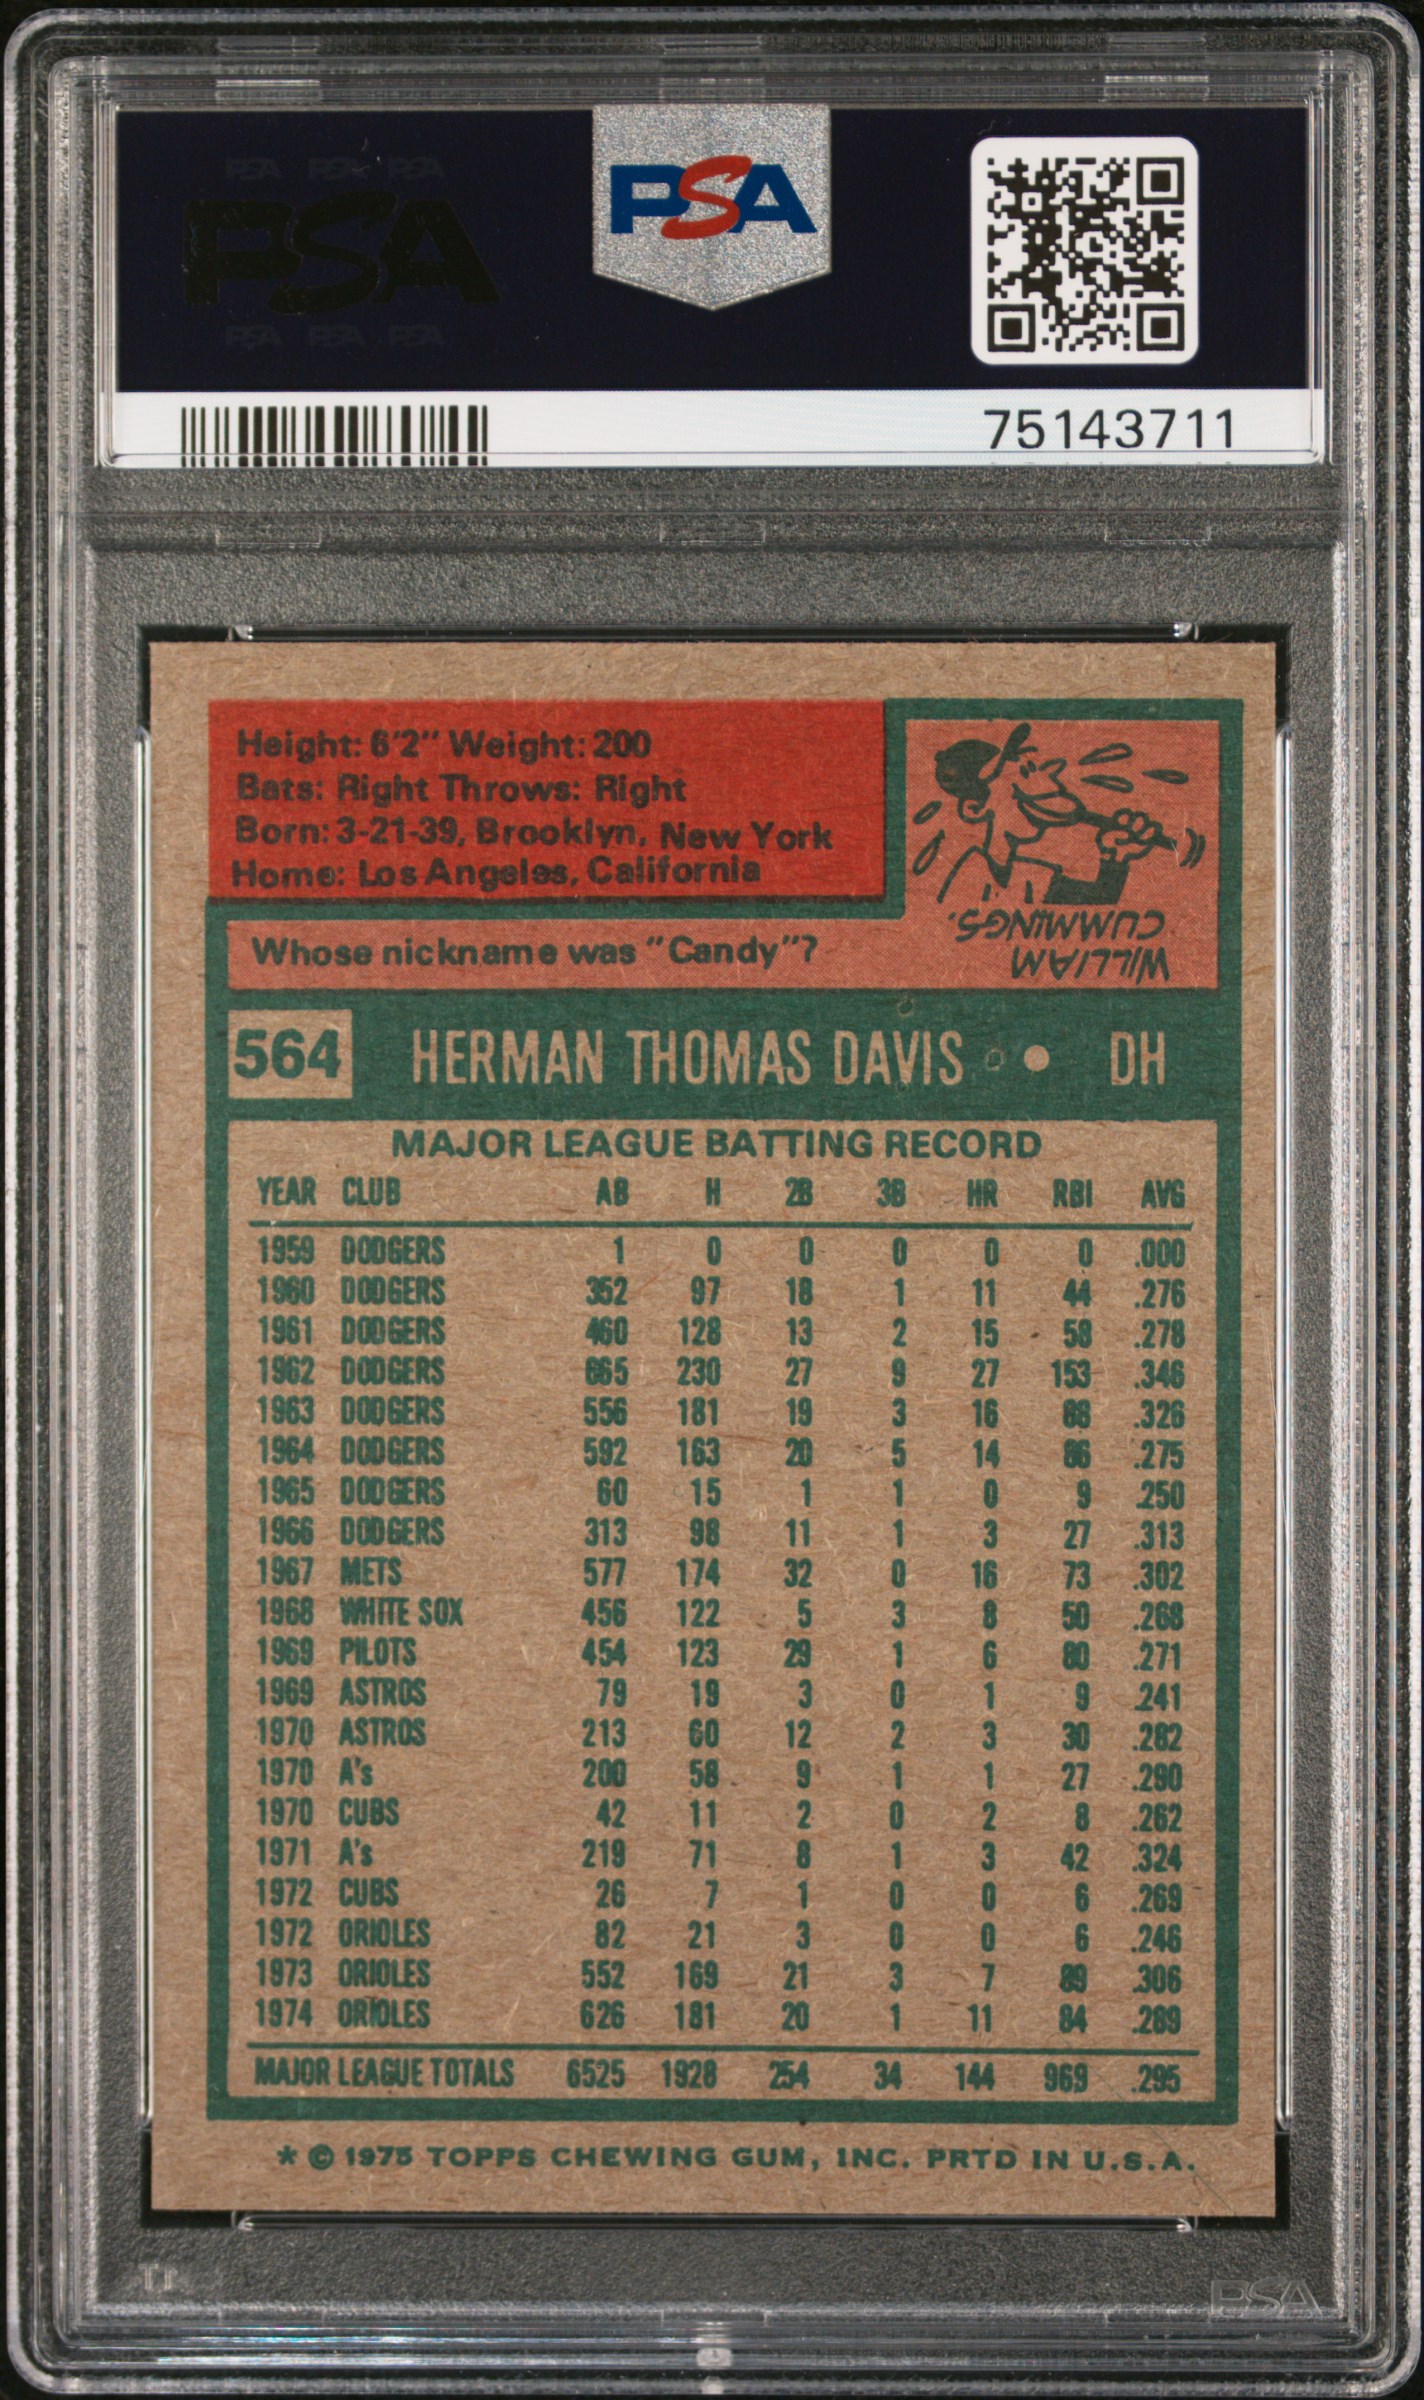 PSA PSA PSA
PSA
PSA PSA PSA
PSA
75143711
Height: 6'2" Weight: 200
Bats: Right Throws: Right
Born: 3-21-39, Brooklyn, New York
Home: Los Angeles, California
Whose nickname was "Candy"?
WILLIAM
CUMMINGS.
564 HERMAN THOMAS DAVIS • DH
MAJOR LEAGUE BATTING RECORD
YEAR CLUB AB H 2B 3B HR RBI AVG
1959 DODGERS 1 0 0 0 0 0 .000
1960 DODGERS 352 97 18 1 11 44 .276
1961 DODGERS 460 128 13 2 15 58 .278
1962 DODGERS 665 230 27 9 27 153 .346
1963 DODGERS 556 181 19 3 16 88 .326
1964 DODGERS 592 163 20 5 14 86 .275
1965 DODGERS 60 15 1 1 0 9 .250
1966 DODGERS 313 98 11 1 3 27 .313
1967 METS 577 174 32 0 16 73 .302
1968 WHITE SOX 456 122 5 3 8 50 .268
1969 PILOTS 454 123 29 1 6 80 .271
1969 ASTROS 79 19 3 0 1 9 .241
1970 ASTROS 213 60 12 2 3 30 .282
1970 A's 200 58 9 1 1 27 .290
1970 CUBS 42 11 2 0 2 8 .262
1971 A's 219 71 8 1 3 42 .324
1972 CUBS 26 7 1 0 0 6 .269
1972 ORIOLES 82 21 3 0 0 6 .246
1973 ORIOLES 552 169 21 3 7 89 .306
1974 ORIOLES 626 181 20 1 11 84 .289
MAJOR LEAGUE TOTALS 6525 1928 254 34 144 969 .295
* © 1975 TOPPS CHEWING GUM, INC. PRTD IN U.S.A.
PSA